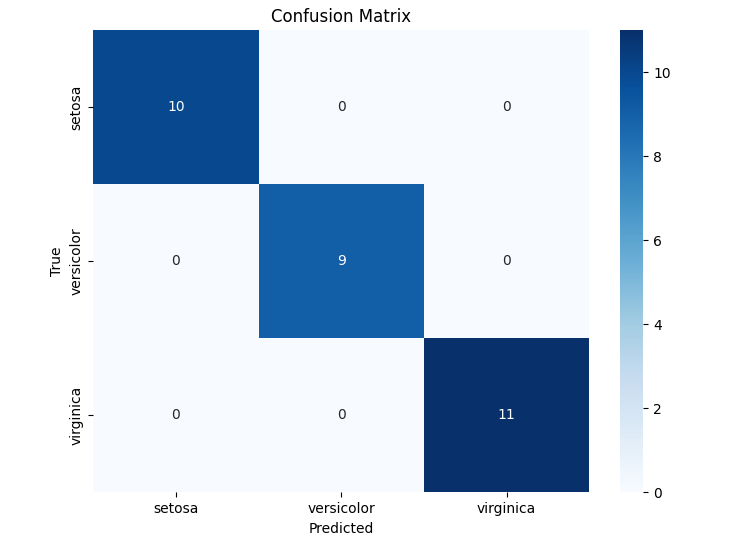 Confusion Matrix
setosa
10
0
0
10
8
True
versicolor
0
9
0
6
4
virginica
0
0
11
2
0
setosa
versicolor
virginica
Predicted